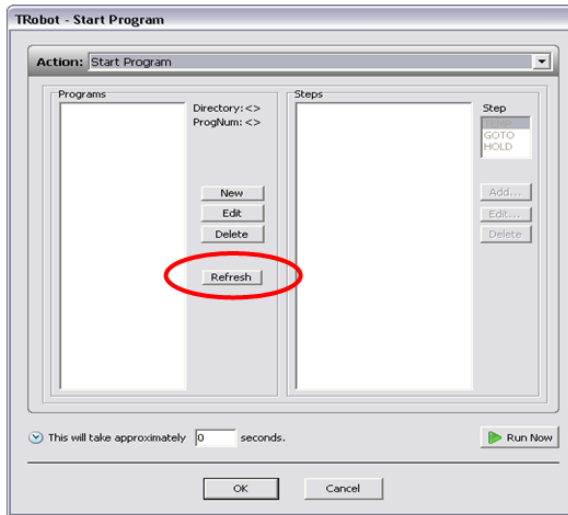 TRobot - Start Program
Action: Start Program
Programs
Directory: <>
ProgNum: <>
New
Edit
Delete
Refresh
Steps
Step
TEMP
GOTO
HOLD
Add...
Edit...
Delete
This will take approximately 0 seconds.
Run Now
OK
Cancel